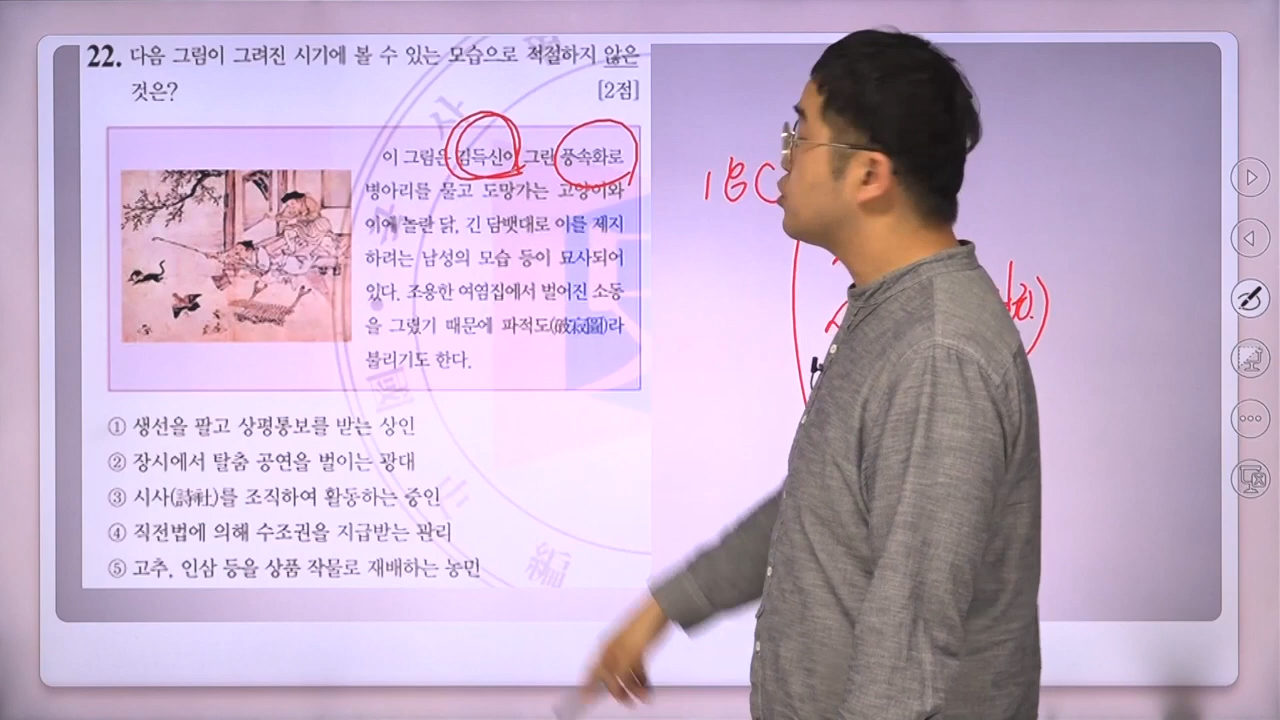 22. 다음 그림이 그려진 시기에 볼 수 있는 모습으로 적절하지 않은
것은? [2점]
이 그림은 김득신이 그린 풍속화로
병아리를 물고 도망가는 고양이와
이에 놀란 닭, 긴 담뱃대로 이를 제지
하려는 남성의 모습 등이 묘사되어
있다. 조용한 여염집에서 벌어진 소동
을 그렸기 때문에 파적도(破寂圖)라
불리기도 한다.
① 생선을 팔고 상평통보를 받는 상인
② 장시에서 탈춤 공연을 벌이는 광대
③ 시사(詩社)를 조직하여 활동하는 중인
④ 직전법에 의해 수조권을 지급받는 관리
⑤ 고추, 인삼 등을 상품 작물로 재배하는 농민
18C